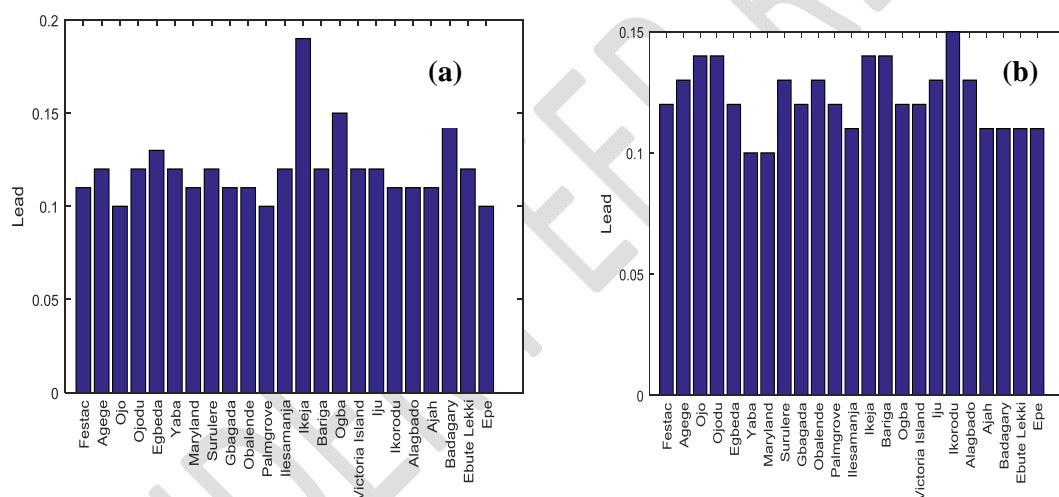 0.2
0.15
0.1
0.05
0
Lead
(a)
Festac
Agege
Ojo
Ojodu
Egbeda
Yaba
Maryland
Surulere
Gbagada
Obalende
Palmgrove
Ilesamanja
Ikeja
Bariga
Ogba
Victoria Island
Iju
Ikorodu
Alagbado
Ajah
Badagary
Ebute Lekki
Epe
0.15
0.1
0.05
0
Lead
(b)
Festac
Agege
Ojo
Ojodu
Egbeda
Yaba
Maryland
Surulere
Gbagada
Obalende
Palmgrove
Ilesamanja
Ikeja
Bariga
Ogba
Victoria Island
Iju
Ikorodu
Alagbado
Ajah
Badagary
Ebute Lekki
Epe